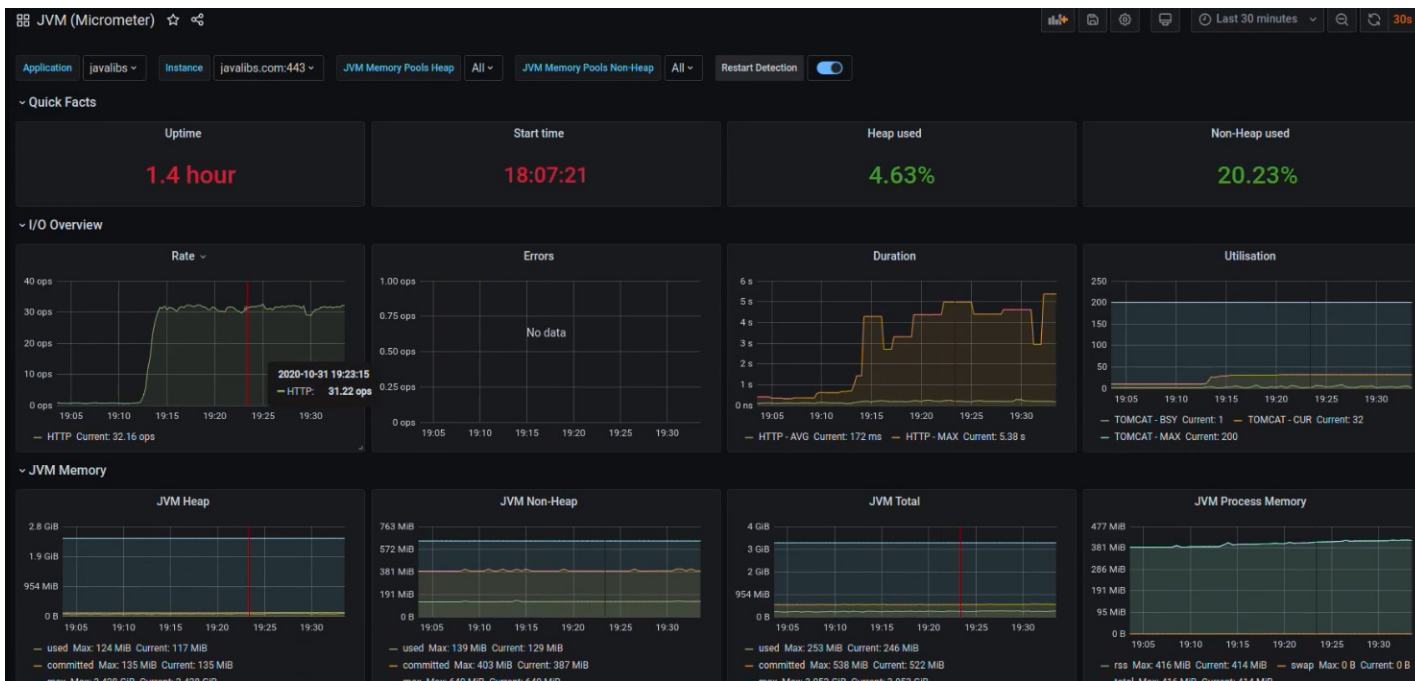 JVM (Micrometer)
Last 30 minutes
30s
Application javalibs Instance javalibs.com:443 JVM Memory Pools Heap All JVM Memory Pools Non-Heap All Restart Detection
Quick Facts
Uptime
1.4 hour
Start time
18:07:21
Heap used
4.63%
Non-Heap used
20.23%
I/O Overview
Rate
40 ops
30 ops
20 ops
10 ops
0 ops
19:05 19:10 19:15 19:20 19:25 19:30
2020-10-31 19:23:15
HTTP: 31.22 ops
HTTP Current: 32.16 ops
Errors
1.00 ops
0.75 ops
0.50 ops
0.25 ops
0 ops
No data
19:05 19:10 19:15 19:20 19:25 19:30
Duration
6 s
5 s
4 s
3 s
2 s
1 s
0 ns
19:05 19:10 19:15 19:20 19:25 19:30
HTTP - AVG Current: 172 ms HTTP - MAX Current: 5.38 s
Utilisation
250
200
150
100
50
0
19:05 19:10 19:15 19:20 19:25 19:30
TOMCAT - BSY Current: 1 TOMCAT - CUR Current: 32
TOMCAT - MAX Current: 200
JVM Memory
JVM Heap
2.8 GiB
1.9 GiB
954 MiB
0 B
19:05 19:10 19:15 19:20 19:25 19:30
used Max: 124 MiB Current: 117 MiB
committed Max: 135 MiB Current: 135 MiB
JVM Non-Heap
763 MiB
572 MiB
381 MiB
191 MiB
0 B
19:05 19:10 19:15 19:20 19:25 19:30
used Max: 139 MiB Current: 129 MiB
committed Max: 403 MiB Current: 387 MiB
JVM Total
4 GiB
3 GiB
2 GiB
954 MiB
0 B
19:05 19:10 19:15 19:20 19:25 19:30
used Max: 253 MiB Current: 246 MiB
committed Max: 538 MiB Current: 522 MiB
JVM Process Memory
477 MiB
381 MiB
286 MiB
191 MiB
95 MiB
0 B
19:05 19:10 19:15 19:20 19:25 19:30
rss Max: 416 MiB Current: 414 MiB swap Max: 0 B Current: 0 B